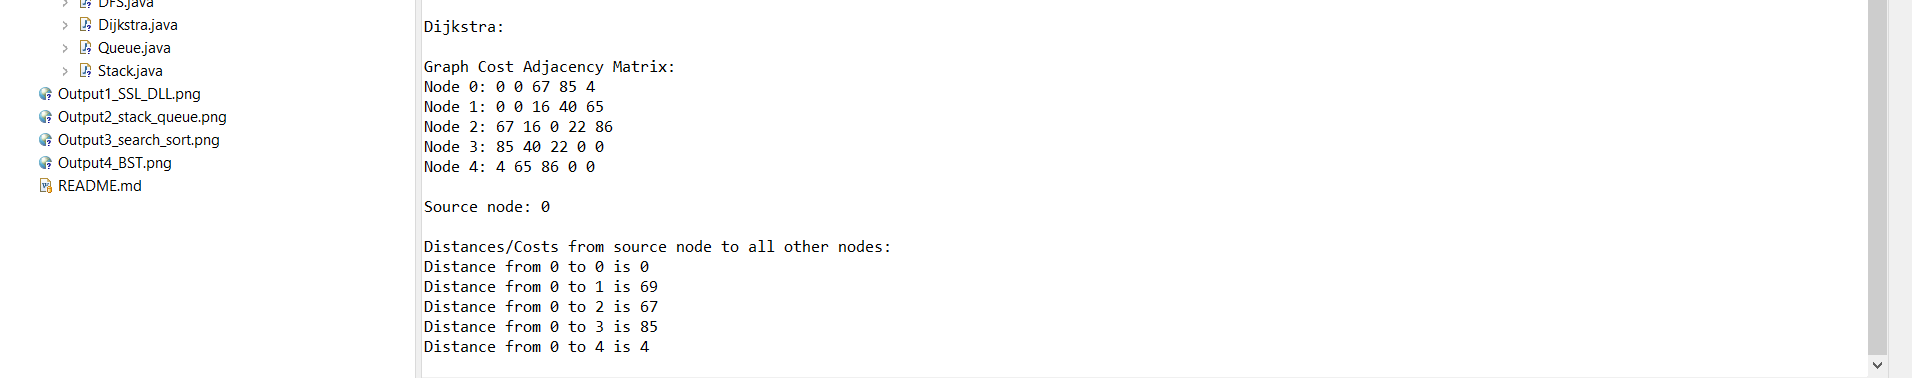 DFS.java
Dijkstra.java
Queue.java
Stack.java
Output1_SSL_DLL.png
Output2_stack_queue.png
Output3_search_sort.png
Output4_BST.png
README.md
Dijkstra:
Graph Cost Adjacency Matrix:
Node 0: 0 0 67 85 4
Node 1: 0 0 16 40 65
Node 2: 67 16 0 22 86
Node 3: 85 40 22 0 0
Node 4: 4 65 86 0 0
Source node: 0
Distances/Costs from source node to all other nodes:
Distance from 0 to 0 is 0
Distance from 0 to 1 is 69
Distance from 0 to 2 is 67
Distance from 0 to 3 is 85
Distance from 0 to 4 is 4